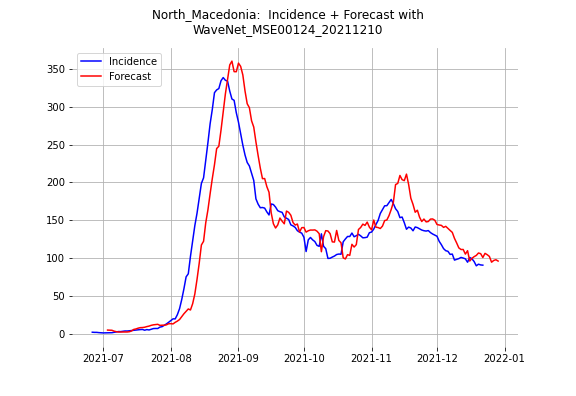 North_Macedonia:  Incidence + Forecast with
WaveNet_MSE00124_20211210
Incidence
Forecast
350
300
250
200
150
100
50
0
2021-07 2021-08 2021-09 2021-10 2021-11 2021-12 2022-01